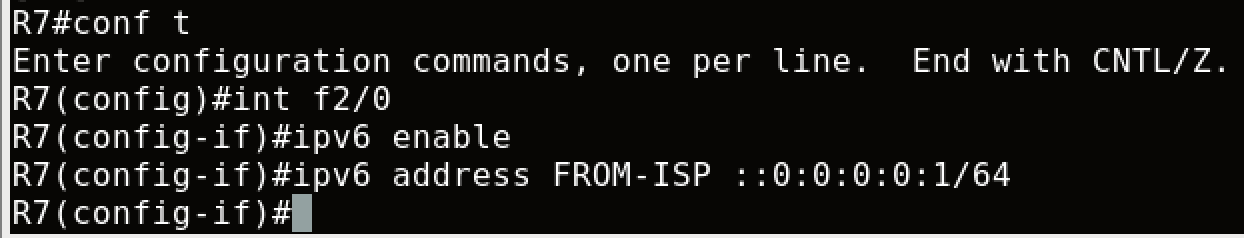 R7#conf t
Enter configuration commands, one per line.  End with CNTL/Z.
R7(config)#int f2/0
R7(config-if)#ipv6 enable
R7(config-if)#ipv6 address FROM-ISP ::0:0:0:0:1/64
R7(config-if)#